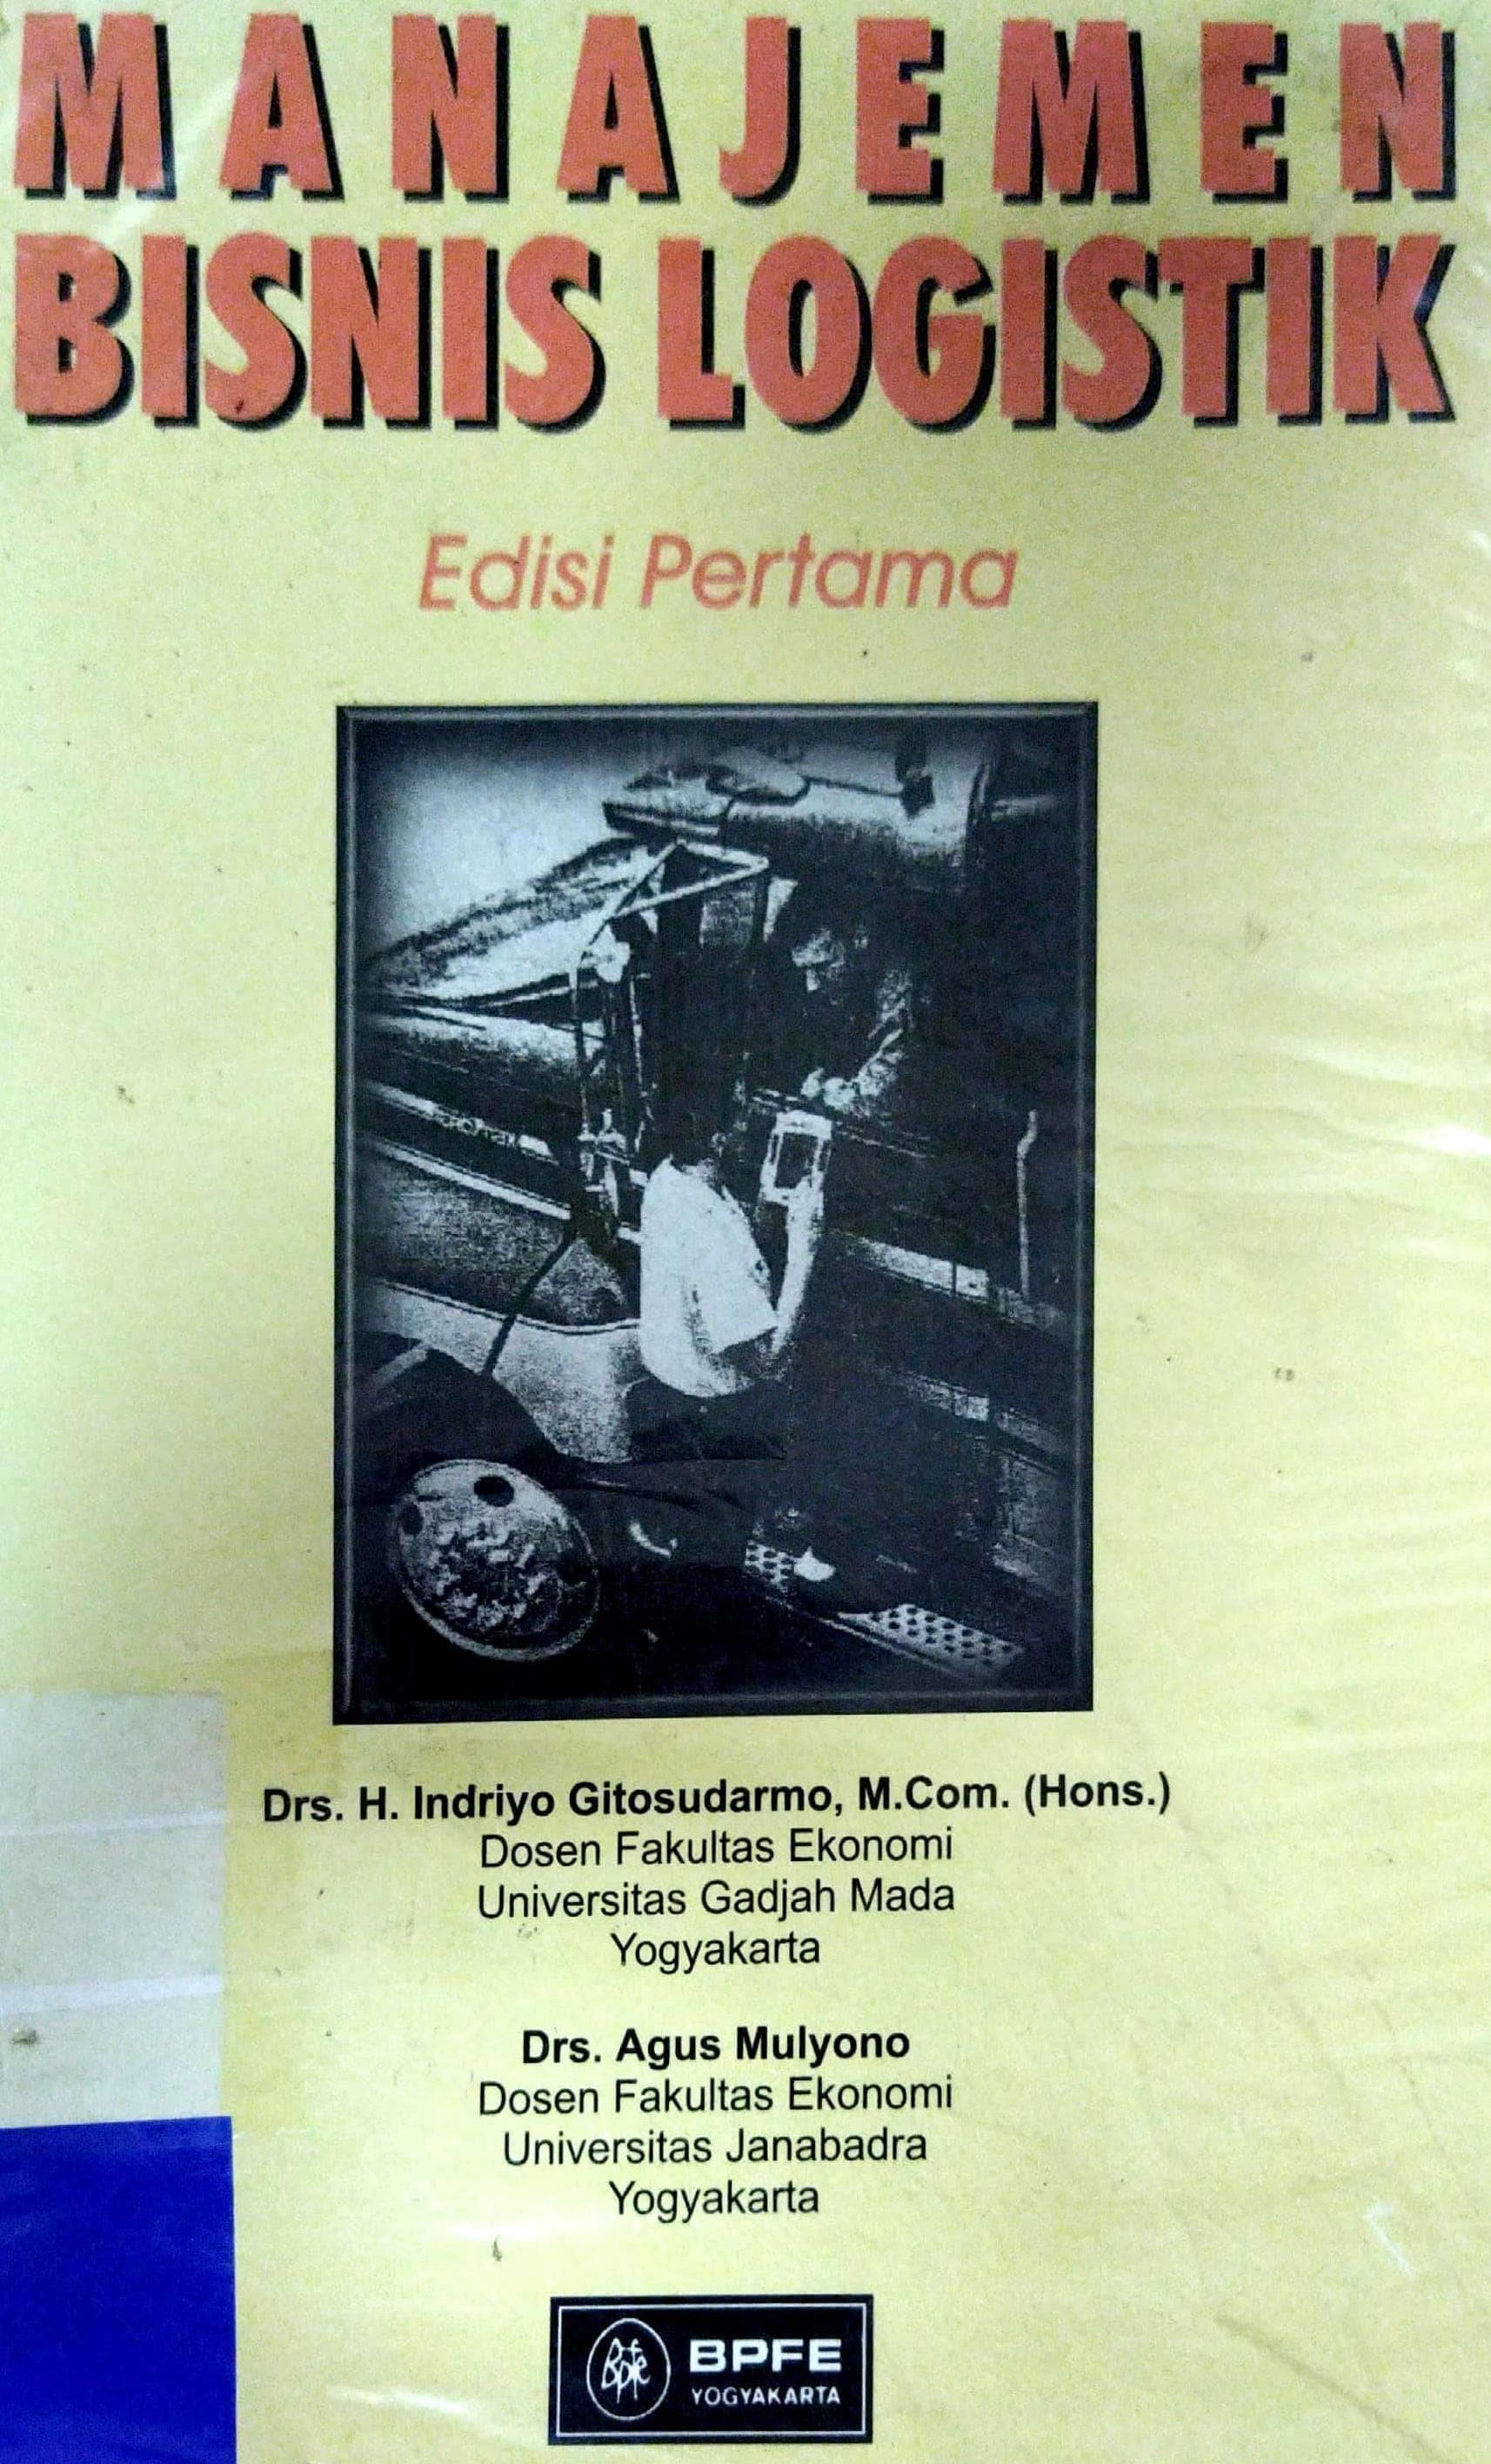 MANAJEMEN
BISNIS LOGISTIK
Edisi Pertama
Drs. H. Indriyo Gitosudarmo, M.Com. (Hons.)
Dosen Fakultas Ekonomi
Universitas Gadjah Mada
Yogyakarta
Drs. Agus Mulyono
Dosen Fakultas Ekonomi
Universitas Janabadra
Yogyakarta
Bpfe
BPFE
YOGYAKARTA